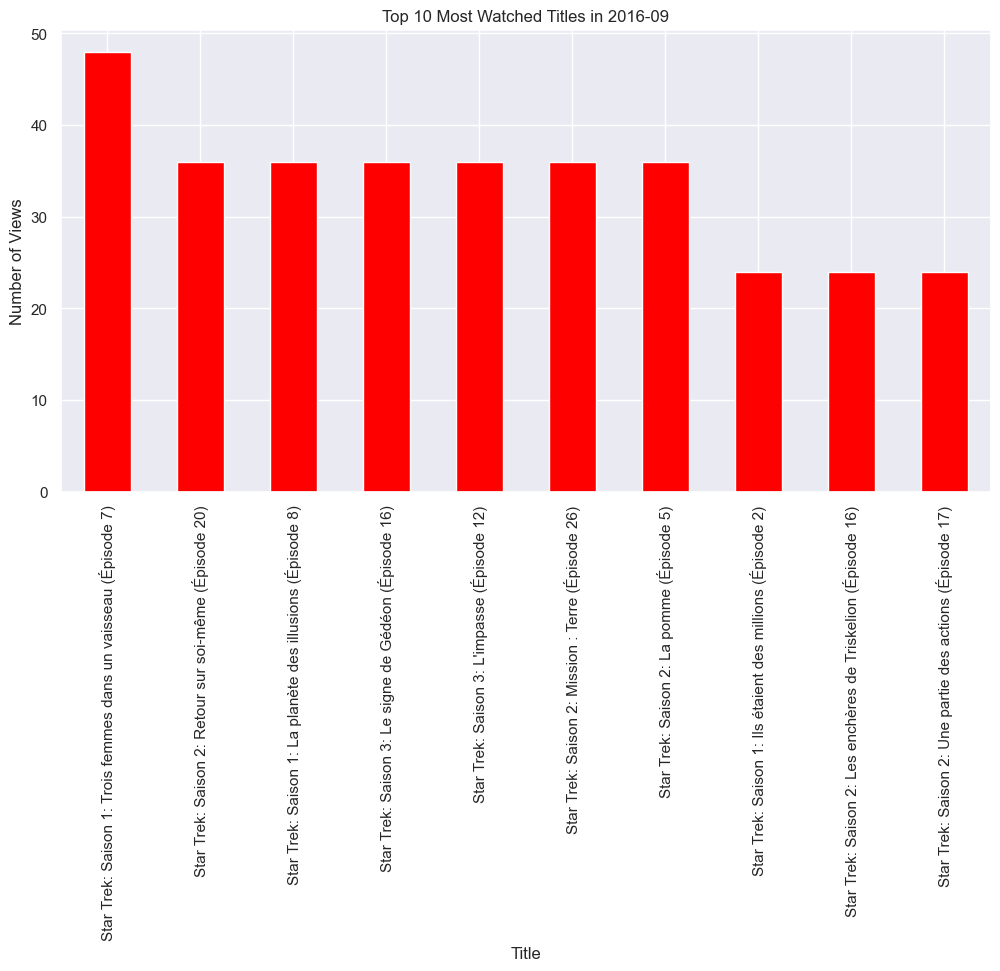 Top 10 Most Watched Titles in 2016-09
Number of Views
50
40
30
20
10
0
Star Trek: Saison 1: Trois femmes dans un vaisseau (Épisode 7)
Star Trek: Saison 2: Retour sur soi-même (Épisode 20)
Star Trek: Saison 1: La planète des illusions (Épisode 8)
Star Trek: Saison 3: Le signe de Gédéon (Épisode 16)
Star Trek: Saison 3: L'impasse (Épisode 12)
Star Trek: Saison 2: Mission : Terre (Épisode 26)
Star Trek: Saison 2: La pomme (Épisode 5)
Star Trek: Saison 1: Ils étaient des millions (Épisode 2)
Star Trek: Saison 2: Les enchères de Triskelion (Épisode 16)
Star Trek: Saison 2: Une partie des actions (Épisode 17)
Title